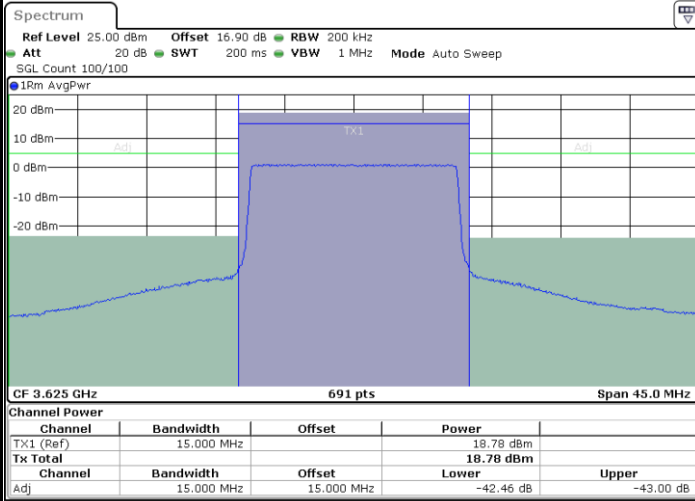 Spectrum
Ref Level 25.00 dBm Offset 16.90 dB RBW 200 kHz
Att 20 dB SWT 200 ms VBW 1 MHz Mode Auto Sweep
SGL Count 100/100
1Rm AvgPwr
20 dBm
TX1
10 dBm
Adj Adj
0 dBm
-10 dBm
-20 dBm
CF 3.625 GHz 691 pts Span 45.0 MHz
Channel Power
Channel Bandwidth Offset Power
TX1 (Ref) 15.000 MHz 18.78 dBm
Tx Total 18.78 dBm
Channel Bandwidth Offset Lower Upper
Adj 15.000 MHz 15.000 MHz -42.46 dB -43.00 dB